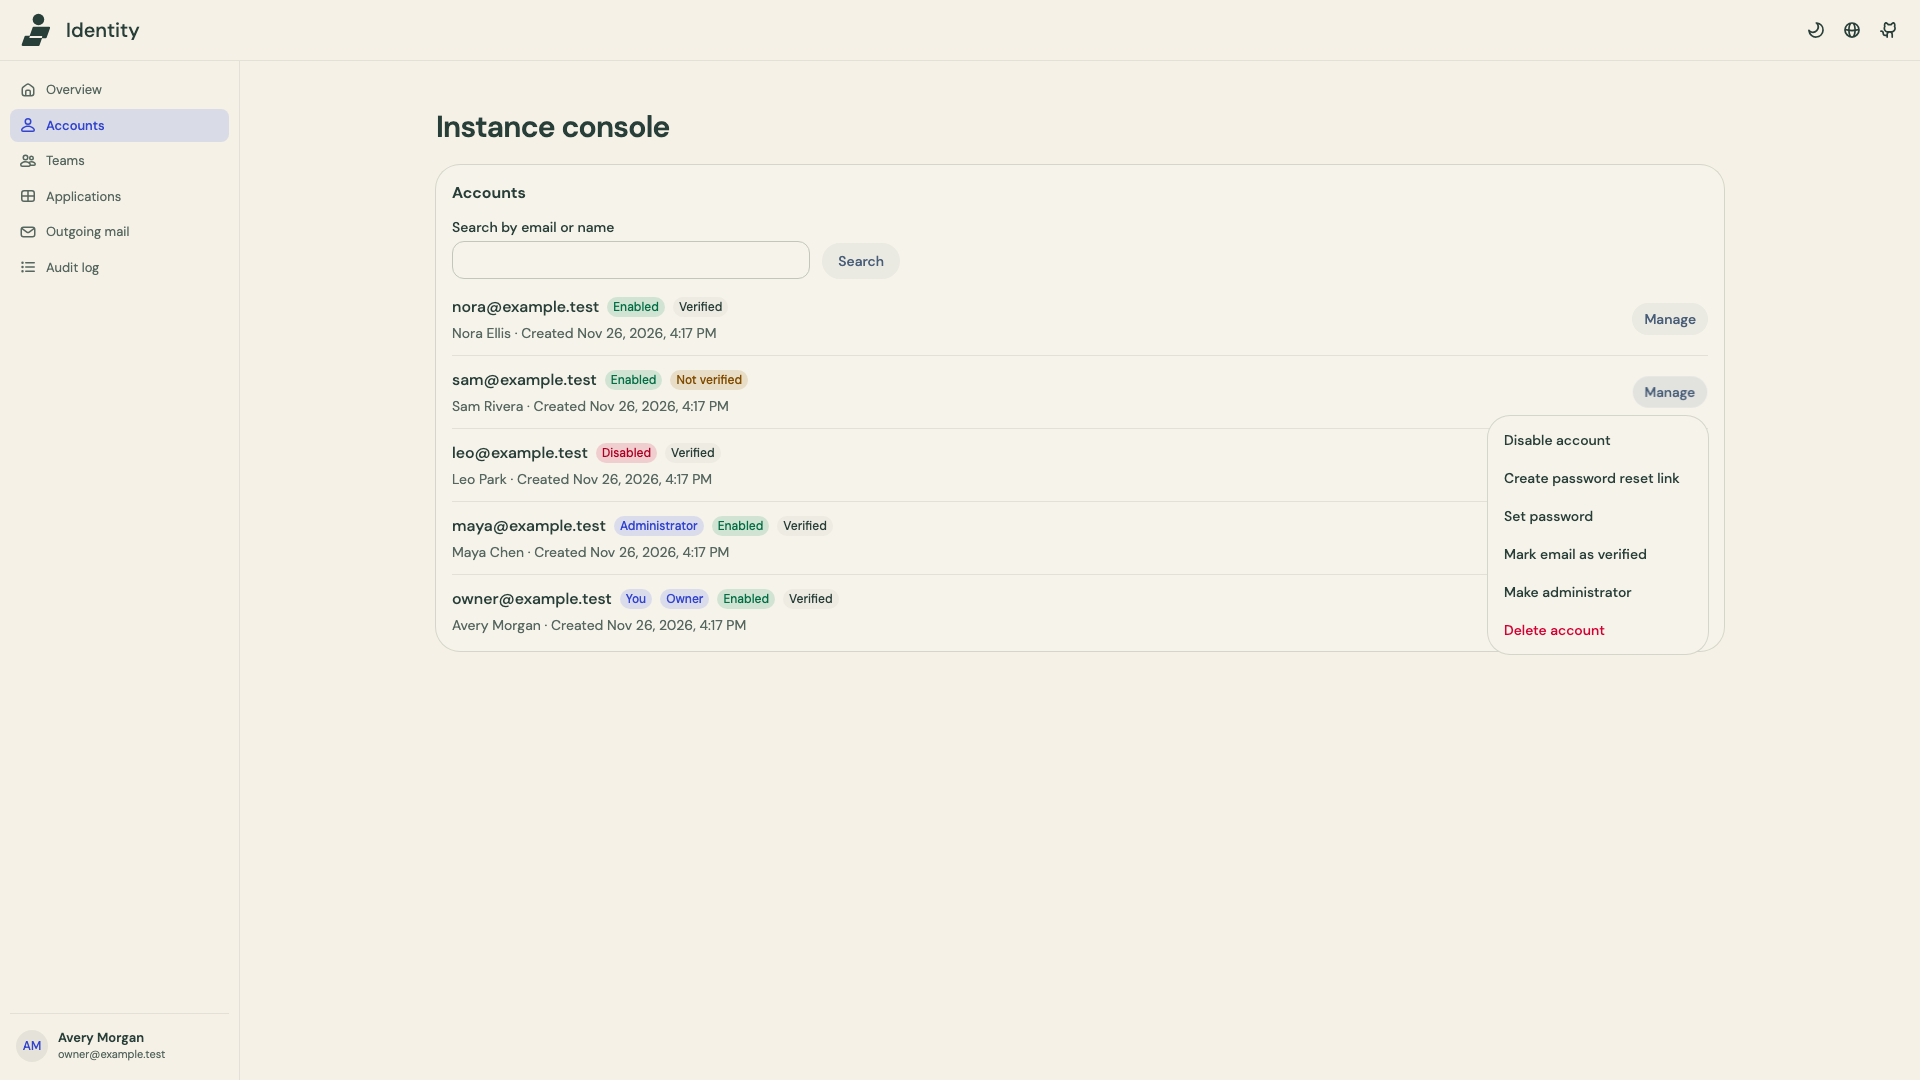 Identity
Overview
Accounts
Teams
Applications
Outgoing mail
Audit log
Instance console
Accounts
Search by email or name
Search
nora@example.test Enabled Verified
Nora Ellis · Created Nov 26, 2026, 4:17 PM
Manage
sam@example.test Enabled Not verified
Sam Rivera · Created Nov 26, 2026, 4:17 PM
Manage
leo@example.test Disabled Verified
Leo Park · Created Nov 26, 2026, 4:17 PM
maya@example.test Administrator Enabled Verified
Maya Chen · Created Nov 26, 2026, 4:17 PM
owner@example.test You Owner Enabled Verified
Avery Morgan · Created Nov 26, 2026, 4:17 PM
Disable account
Create password reset link
Set password
Mark email as verified
Make administrator
Delete account
AM
Avery Morgan
owner@example.test